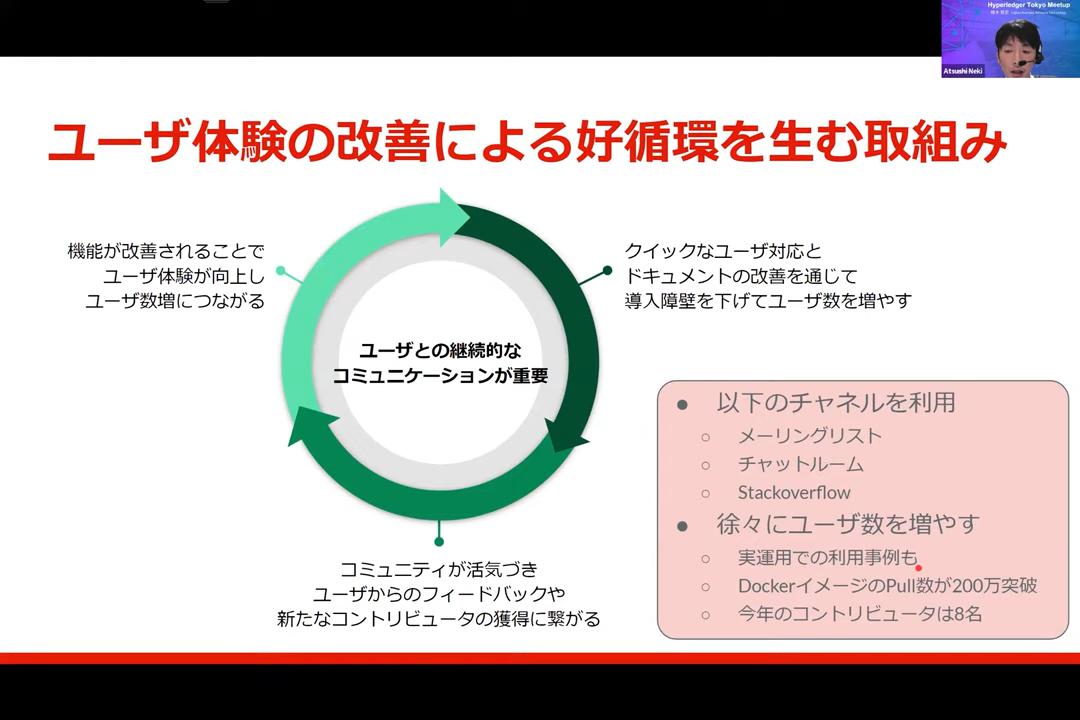 Hyperledger Tokyo Meetup
Atsushi Neki
ユーザ体験の改善による好循環を生む取組み
機能が改善されることで
ユーザ体験が向上し
ユーザ数増につながる
クイックなユーザ対応と
ドキュメントの改善を通じて
導入障壁を下げてユーザ数を増やす
ユーザとの継続的な
コミュニケーションが重要
コミュニティが活気づき
ユーザからのフィードバックや
新たなコントリビュータの獲得に繋がる
● 以下のチャネルを利用
○ メーリングリスト
○ チャットルーム
○ Stackoverflow
● 徐々にユーザ数を増やす
○ 実運用での利用事例も
○ DockerイメージのPull数が200万突破
○ 今年のコントリビュータは8名